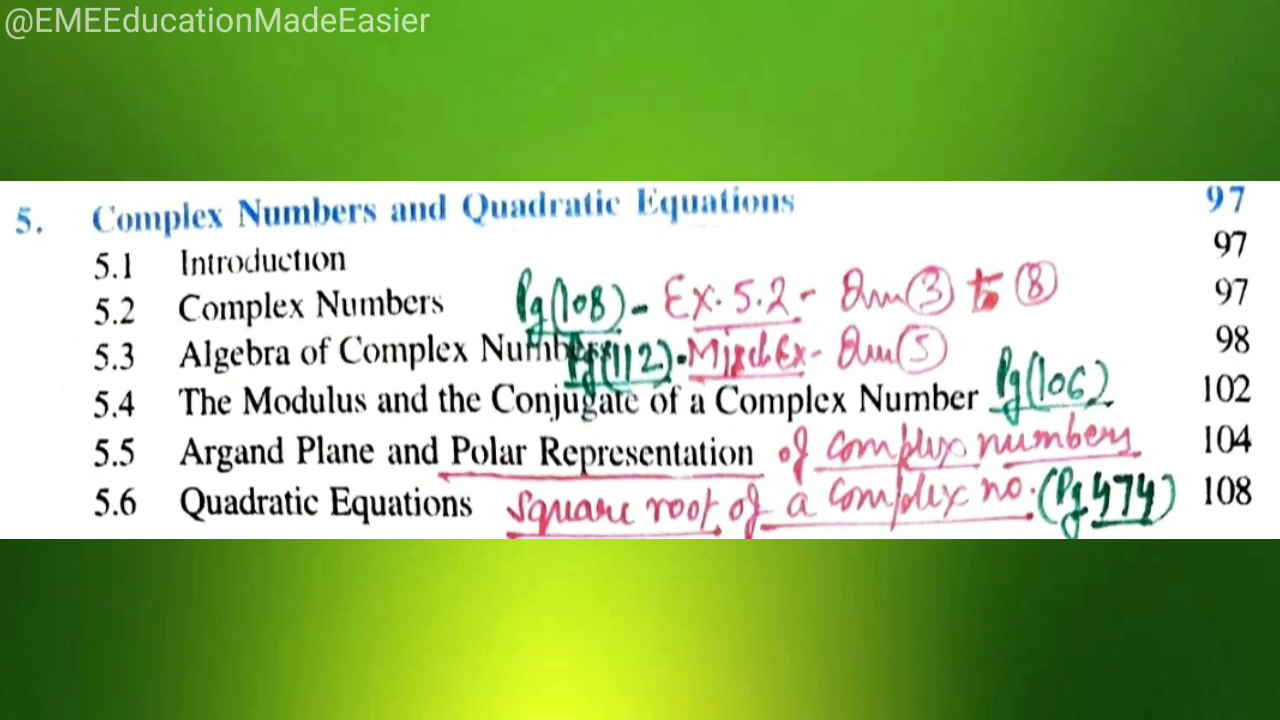 @EMEEducationMadeEasier
5. Complex Numbers and Quadratic Equations 97
5.1 Introduction 97
5.2 Complex Numbers Pg(108)- Ex. 5.2 - Qun ③ to ⑧ 97
5.3 Algebra of Complex Numbers Pg(112)-Mixd Ex- Qun ⑤ 98
5.4 The Modulus and the Conjugate of a Complex Number Pg(106) 102
5.5 Argand Plane and Polar Representation of complex numbers 104
5.6 Quadratic Equations square root of a complex no. (Pg 474) 108